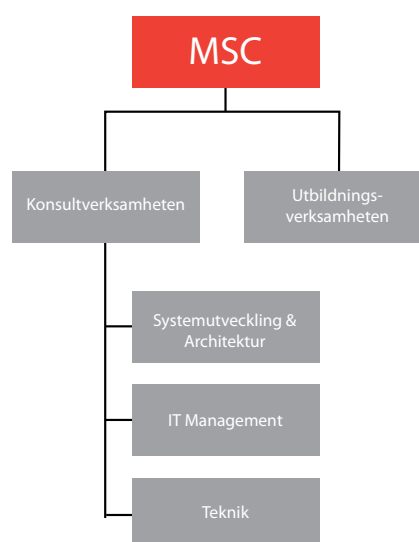 MSC
Konsultverksamheten
Utbildnings-
verksamheten
Systemutveckling &
Architektur
IT Management
Teknik